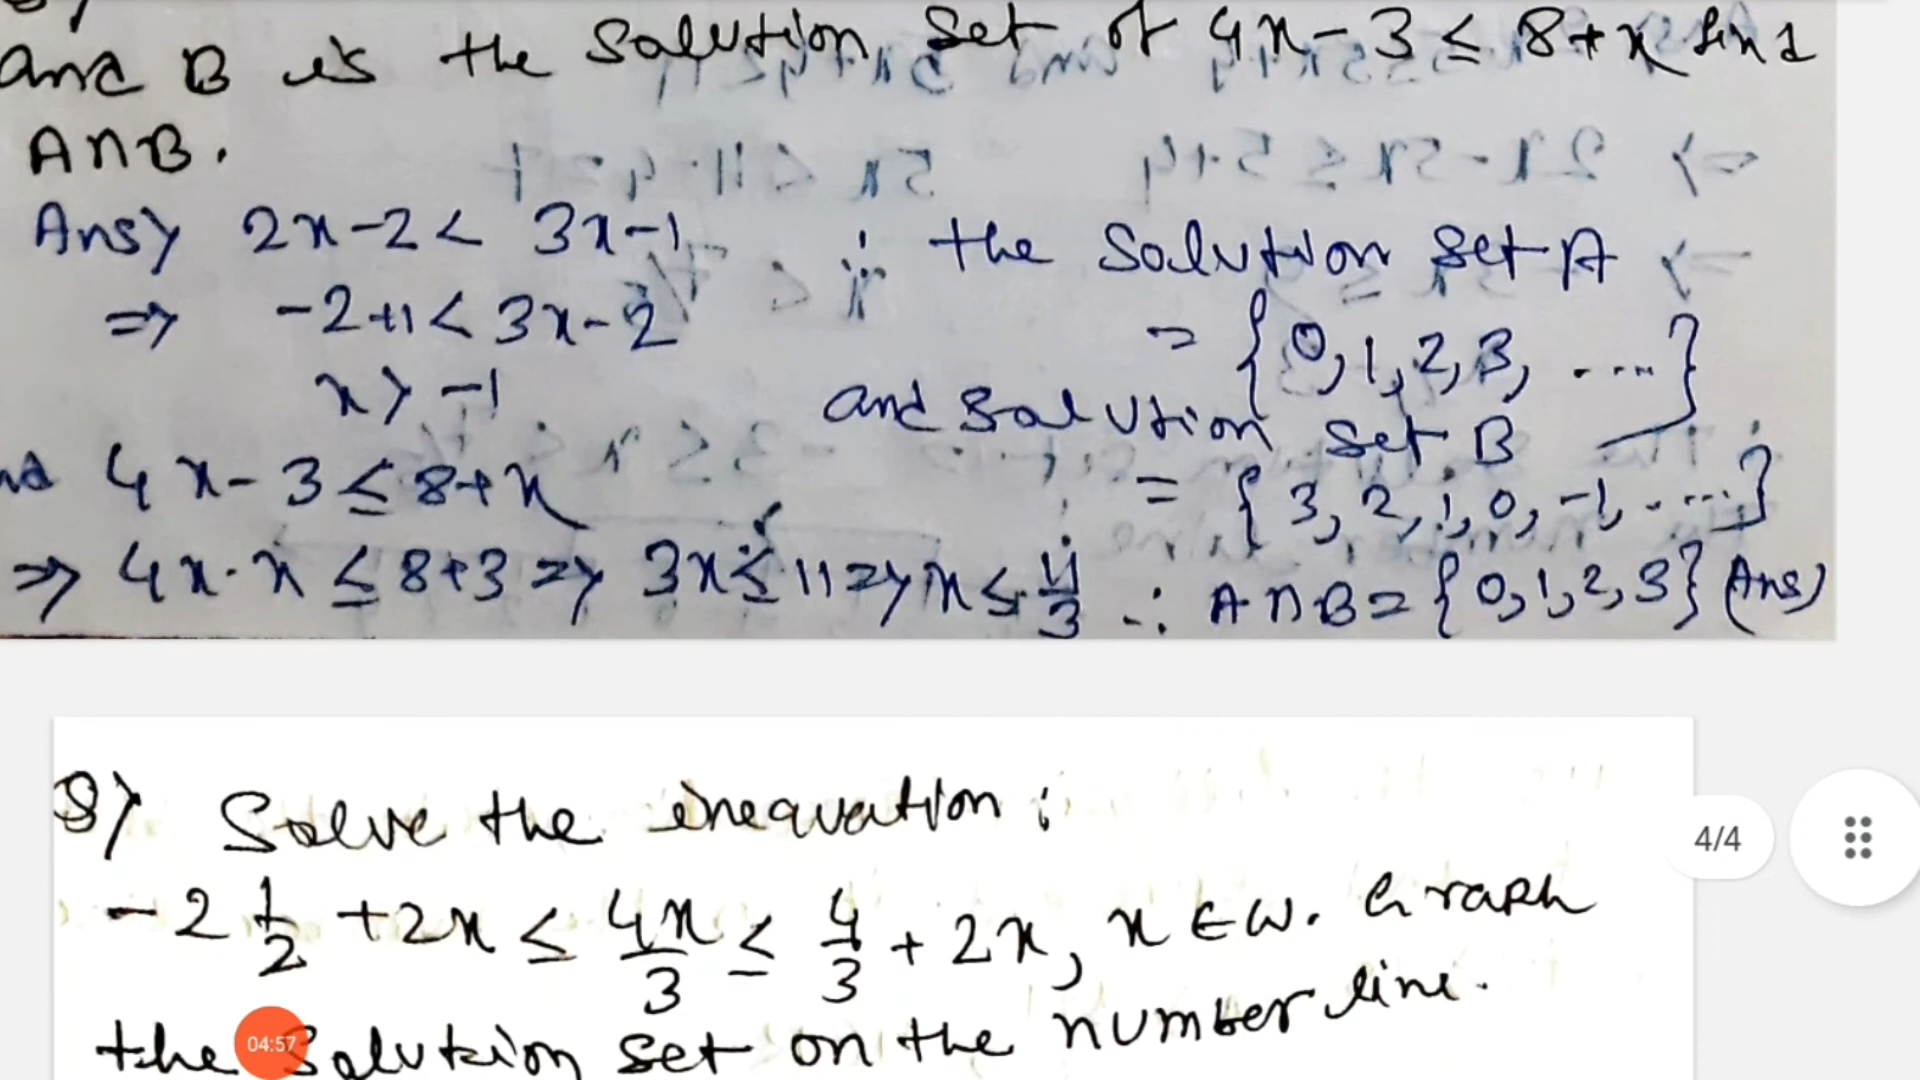 and B is the Solution Set of 4x-3 ≤ 8+x find
A∩B.
Ans) 2x-2 < 3x-1
⇒ -2+1 < 3x-2
x > -1
4x-3 ≤ 8+x
⇒ 4x-x ≤ 8+3 ⇒ 3x ≤ 11 ⇒ x ≤ 11/3
∴ the Solution Set A
= {0, 1, 2, 3, .....}
and Solution Set B
= {3, 2, 1, 0, -1, .....}
∴ A∩B = {0, 1, 2, 3} (Ans)
8) Solve the inequation:
-2 1/2 + 2x ≤ 4x/3 ≤ 4/3 + 2x, x ∈ W. Graph
the Solution set on the number line.
4/4
04:57